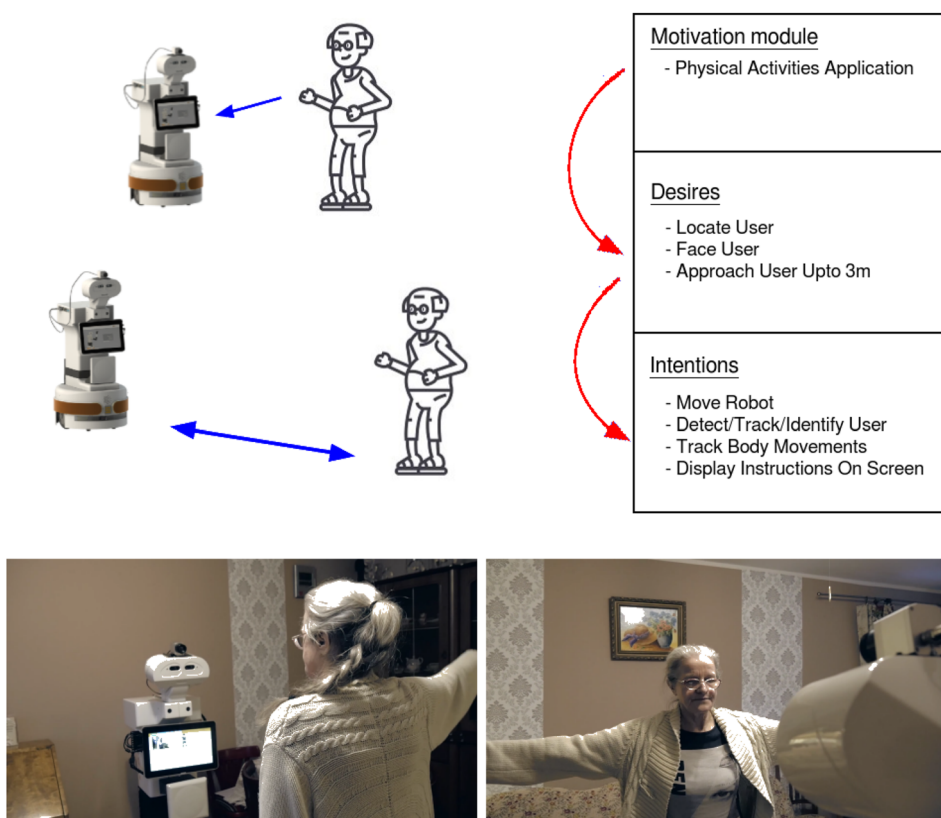 Motivation module
- Physical Activities Application
Desires
- Locate User
- Face User
- Approach User Upto 3m
Intentions
- Move Robot
- Detect/Track/Identify User
- Track Body Movements
- Display Instructions On Screen